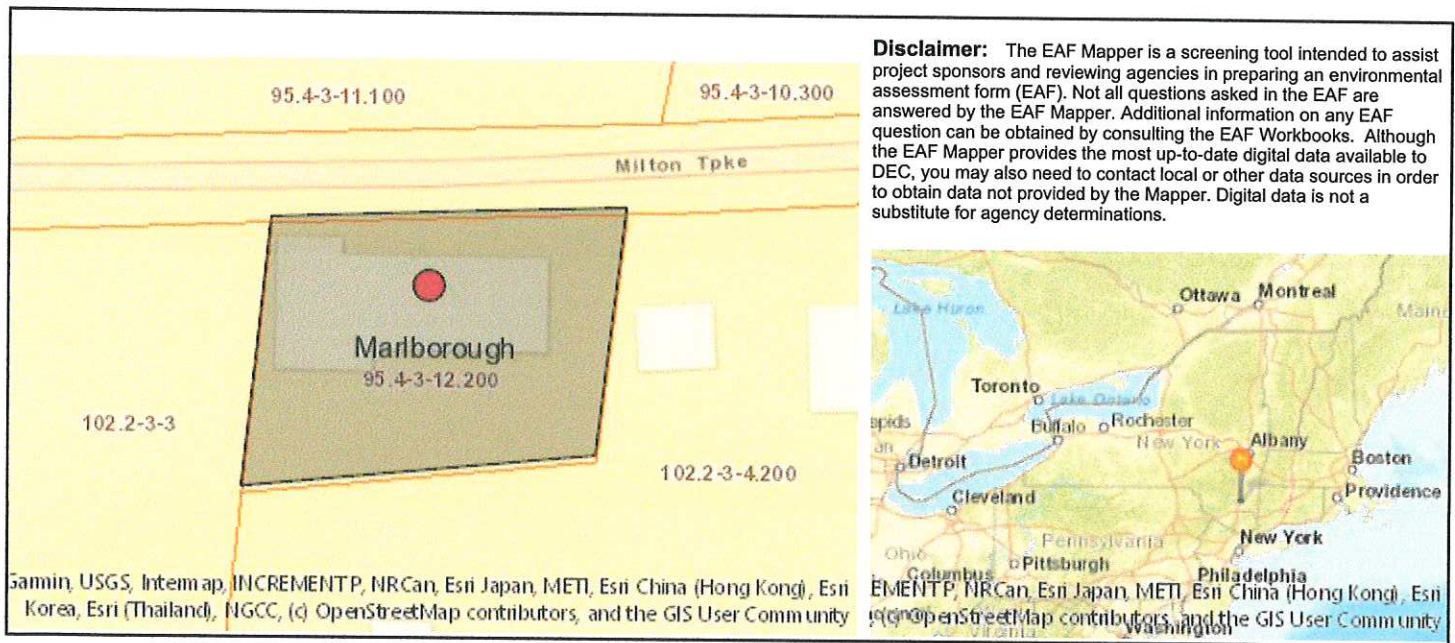 95.4-3-11.100
95.4-3-10.300
Milton Tpke
Marlborough
95.4-3-12.200
102.2-3-3
102.2-3-4.200
Garmin, USGS, Intermap, INCREMENT P, NRCan, Esri Japan, METI, Esri China (Hong Kong), Esri
Korea, Esri (Thailand), NGCC, (c) OpenStreetMap contributors, and the GIS User Community
Disclaimer: The EAF Mapper is a screening tool intended to assist
project sponsors and reviewing agencies in preparing an environmental
assessment form (EAF). Not all questions asked in the EAF are
answered by the EAF Mapper. Additional information on any EAF
question can be obtained by consulting the EAF Workbooks. Although
the EAF Mapper provides the most up-to-date digital data available to
DEC, you may also need to contact local or other data sources in order
to obtain data not provided by the Mapper. Digital data is not a
substitute for agency determinations.
Ottawa
Montreal
Lake Huron
Toronto
Lake Ontario
Buffalo
Rochester
New York
Albany
Detroit
Boston
Providence
Cleveland
New York
Pennsylvania
Ohio
Columbus
Pittsburgh
Philadelphia
EMENT P, NRCan, Esri Japan, METI, Esri China (Hong Kong), Esri
(c) OpenStreetMap contributors, and the GIS User Community
Washington